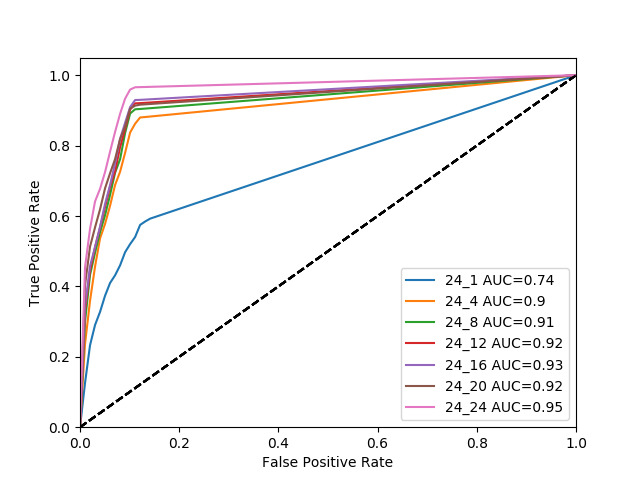 1.0
0.8
0.6
0.4
0.2
0.0
True Positive Rate
0.0 0.2 0.4 0.6 0.8 1.0
False Positive Rate
24_1 AUC=0.74
24_4 AUC=0.9
24_8 AUC=0.91
24_12 AUC=0.92
24_16 AUC=0.93
24_20 AUC=0.92
24_24 AUC=0.95